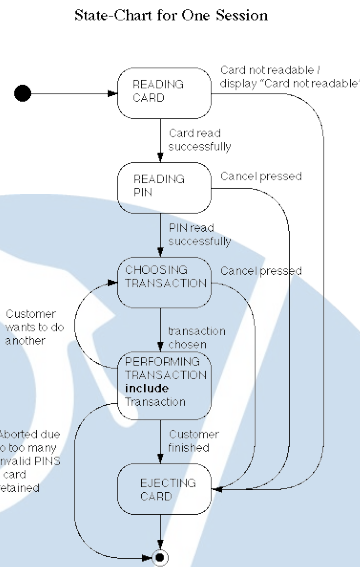 State-Chart for One Session
READING
CARD
Card not readable /
display "Card not readable"
Card read
successfully
READING
PIN
Cancel pressed
PIN read
successfully
CHOOSING
TRANSACTION
Cancel pressed
Customer
wants to do
another
transaction
chosen
PERFORMING
TRANSACTION
include
Transaction
Aborted due
to too many
invalid PINS
card
retained
Customer
finished
EJECTING
CARD